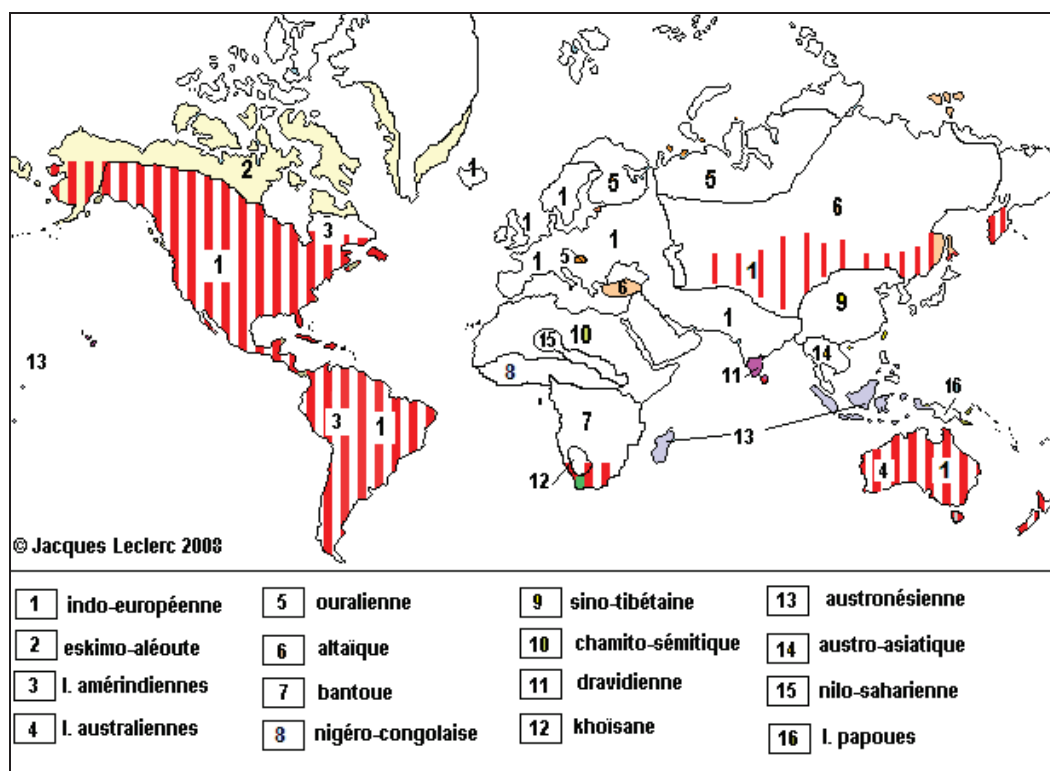 1
2
3
1
1
5
1
5
6
1
1
5
6
1
9
1
10
15
14
13
8
11
16
7
3
1
13
12
4
1
© Jacques Leclerc 2008
1 indo-européenne
2 eskimo-aléoute
3 l. amérindiennes
4 l. australiennes
5 ouralienne
6 altaïque
7 bantoue
8 nigéro-congolaise
9 sino-tibétaine
10 chamito-sémitique
11 dravidienne
12 khoïsane
13 austronésienne
14 austro-asiatique
15 nilo-saharienne
16 l. papoues